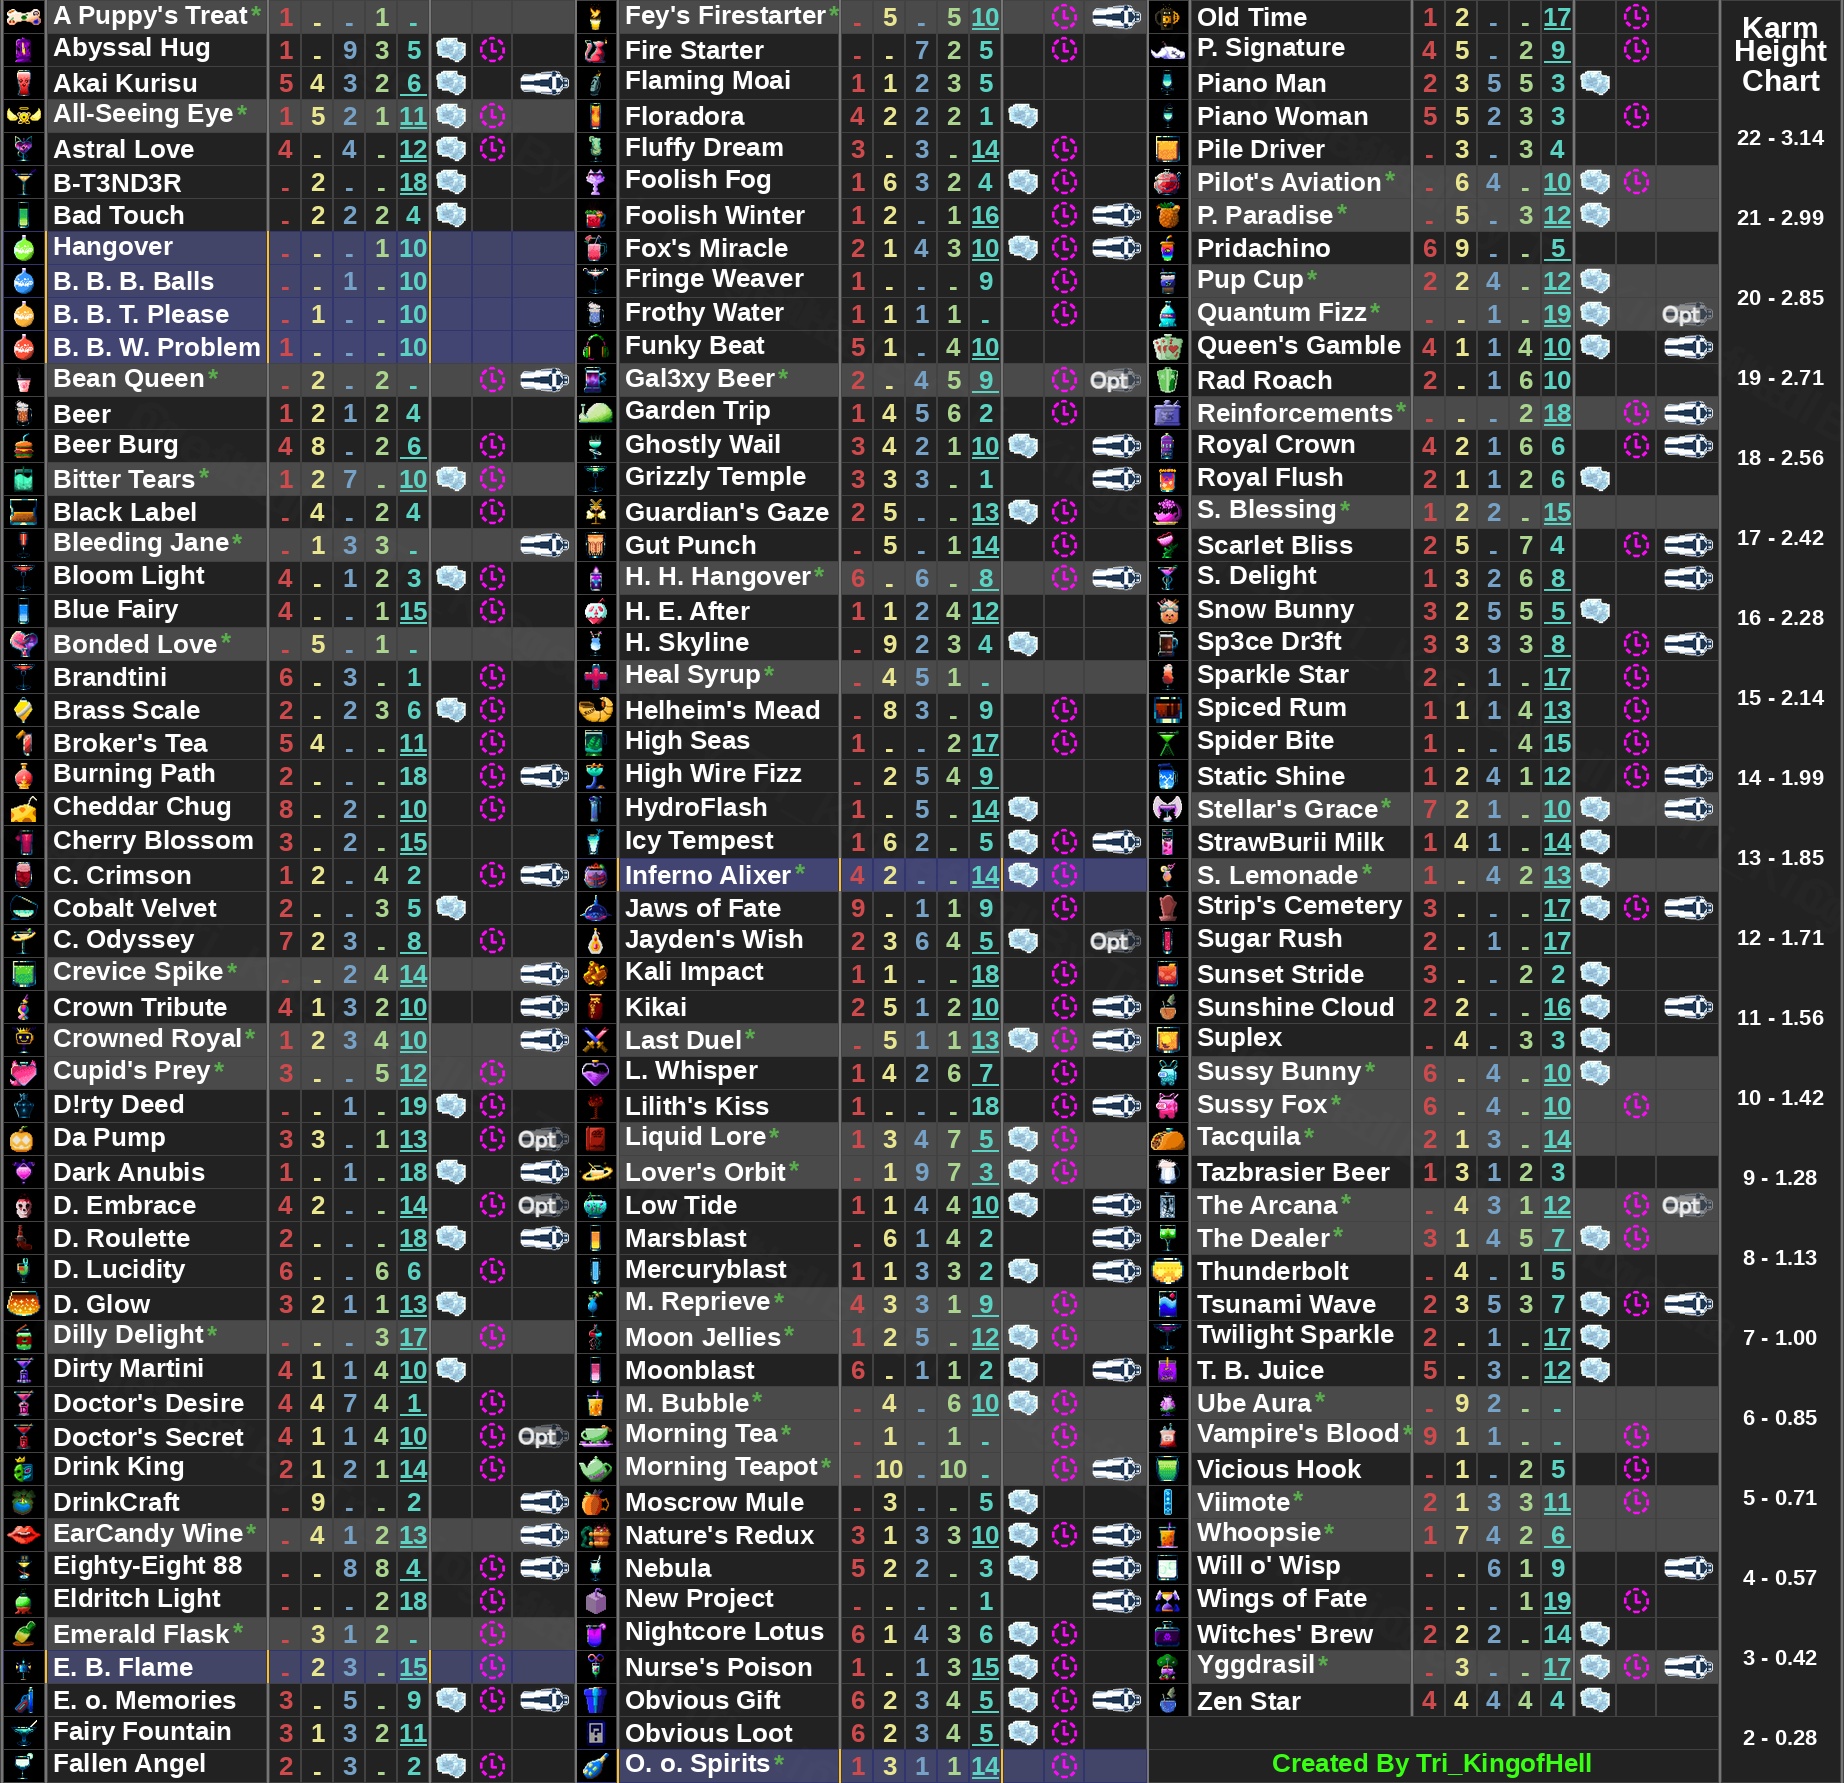 A Puppy's Treat* 1 - - 1 -
Abyssal Hug 1 - 9 3 5
Akai Kurisu 5 4 3 2 6
All-Seeing Eye* 1 5 2 1 11
Astral Love 4 - 4 - 12
B-T3ND3R - 2 - - 18
Bad Touch - 2 2 2 4
Hangover - - - 1 10
B. B. B. Balls - - 1 - 10
B. B. T. Please - 1 - - 10
B. B. W. Problem 1 - - - 10
Bean Queen* - 2 - 2 -
Beer 1 2 1 2 4
Beer Burg 4 8 - 2 6
Bitter Tears* 1 2 7 - 10
Black Label - 4 - 2 4
Bleeding Jane* - 1 3 3 -
Bloom Light 4 - 1 2 3
Blue Fairy 4 - - 1 15
Bonded Love* - 5 - 1 -
Brandtini 6 - 3 - 1
Brass Scale 2 - 2 3 6
Broker's Tea 5 4 - - 11
Burning Path 2 - - - 18
Cheddar Chug 8 - 2 - 10
Cherry Blossom 3 - 2 - 15
C. Crimson 1 2 - 4 2
Cobalt Velvet 2 - - 3 5
C. Odyssey 7 2 3 - 8
Crevice Spike* - - 2 4 14
Crown Tribute 4 1 3 2 10
Crowned Royal* 1 2 3 4 10
Cupid's Prey* 3 - - 5 12
D!rty Deed - - 1 - 19
Da Pump 3 3 - 1 13 Opt
Dark Anubis 1 - 1 - 18
D. Embrace 4 2 - - 14 Opt
D. Roulette 2 - - - 18
D. Lucidity 6 - - 6 6
D. Glow 3 2 1 1 13
Dilly Delight* - - - 3 17
Dirty Martini 4 1 1 4 10
Doctor's Desire 4 4 7 4 1
Doctor's Secret 4 1 1 4 10 Opt
Drink King 2 1 2 1 14
DrinkCraft - 9 - - 2
EarCandy Wine* - 4 1 2 13
Eighty-Eight 88 - - 8 8 4
Eldritch Light - - - 2 18
Emerald Flask* - 3 1 2 -
E. B. Flame - 2 3 - 15
E. o. Memories 3 - 5 - 9
Fairy Fountain 3 1 3 2 11
Fallen Angel 2 - 3 - 2
Fey's Firestarter* - 5 - 5 10
Fire Starter - - 7 2 5
Flaming Moai 1 1 2 3 5
Floradora 4 2 2 2 1
Fluffy Dream 3 - 3 - 14
Foolish Fog 1 6 3 2 4
Foolish Winter 1 2 - 1 16
Fox's Miracle 2 1 4 3 10
Fringe Weaver 1 - - - 9
Frothy Water 1 1 1 1 -
Funky Beat 5 1 - 4 10
Gal3xy Beer* 2 - 4 5 9 Opt
Garden Trip 1 4 5 6 2
Ghostly Wail 3 4 2 1 10
Grizzly Temple 3 3 3 - 1
Guardian's Gaze 2 5 - - 13
Gut Punch - 5 - 1 14
H. H. Hangover* 6 - 6 - 8
H. E. After 1 1 2 4 12
H. Skyline - 9 2 3 4
Heal Syrup* - 4 5 1 -
Helheim's Mead - 8 3 - 9
High Seas 1 - - 2 17
High Wire Fizz - 2 5 4 9
HydroFlash 1 - 5 - 14
Icy Tempest 1 6 2 - 5
Inferno Alixer* 4 2 - - 14
Jaws of Fate 9 - 1 1 9
Jayden's Wish 2 3 6 4 5 Opt
Kali Impact 1 1 - - 18
Kikai 2 5 1 2 10
Last Duel* - 5 1 1 13
L. Whisper 1 4 2 6 7
Lilith's Kiss 1 - - - 18
Liquid Lore* 1 3 4 7 5
Lover's Orbit* - 1 9 7 3
Low Tide 1 1 4 4 10
Marsblast - 6 1 4 2
Mercuryblast 1 1 3 3 2
M. Reprieve* 4 3 3 1 9
Moon Jellies* 1 2 5 - 12
Moonblast 6 - 1 1 2
M. Bubble* - 4 - 6 10
Morning Tea* - 1 - 1 -
Morning Teapot* - 10 - 10 -
Moscrow Mule - 3 - - 5
Nature's Redux 3 1 3 3 10
Nebula 5 2 2 - 3
New Project - - - - 1
Nightcore Lotus 6 1 4 3 6
Nurse's Poison 1 - 1 3 15
Obvious Gift 6 2 3 4 5
Obvious Loot 6 2 3 4 5
O. o. Spirits* 1 3 1 1 14
Old Time 1 2 - - 17
P. Signature 4 5 - 2 9
Piano Man 2 3 5 5 3
Piano Woman 5 5 2 3 3
Pile Driver - 3 - 3 4
Pilot's Aviation* - 6 4 - 10
P. Paradise* - 5 - 3 12
Pridachino 6 9 - - 5
Pup Cup* 2 2 4 - 12
Quantum Fizz* - - 1 - 19 Opt
Queen's Gamble 4 1 1 4 10
Rad Roach 2 - 1 6 10
Reinforcements* - - - 2 18
Royal Crown 4 2 1 6 6
Royal Flush 2 1 1 2 6
S. Blessing* 1 2 2 - 15
Scarlet Bliss 2 5 - 7 4
S. Delight 1 3 2 6 8
Snow Bunny 3 2 5 5 5
Sp3ce Dr3ft 3 3 3 3 8
Sparkle Star 2 - 1 - 17
Spiced Rum 1 1 1 4 13
Spider Bite 1 - - 4 15
Static Shine 1 2 4 1 12
Stellar's Grace* 7 2 1 - 10
StrawBurii Milk 1 4 1 - 14
S. Lemonade* 1 - 4 2 13
Strip's Cemetery 3 - - - 17
Sugar Rush 2 - 1 - 17
Sunset Stride 3 - - 2 2
Sunshine Cloud 2 2 - - 16
Suplex - 4 - 3 3
Sussy Bunny* 6 - 4 - 10
Sussy Fox* 6 - 4 - 10
Tacquila* 2 1 3 - 14
Tazbrasier Beer 1 3 1 2 3
The Arcana* - 4 3 1 12 Opt
The Dealer* 3 1 4 5 7
Thunderbolt - 4 - 1 5
Tsunami Wave 2 3 5 3 7
Twilight Sparkle 2 - 1 - 17
T. B. Juice 5 - 3 - 12
Ube Aura* - 9 2 - -
Vampire's Blood* 9 1 1 - -
Vicious Hook - 1 - 2 5
Viimote* 2 1 3 3 11
Whoopsie* 1 7 4 2 6
Will o' Wisp - - 6 1 9
Wings of Fate - - - 1 19
Witches' Brew 2 2 2 - 14
Yggdrasil* - 3 - - 17
Zen Star 4 4 4 4 4
Created By Tri_KingofHell
Karm
Height
Chart
22 - 3.14
21 - 2.99
20 - 2.85
19 - 2.71
18 - 2.56
17 - 2.42
16 - 2.28
15 - 2.14
14 - 1.99
13 - 1.85
12 - 1.71
11 - 1.56
10 - 1.42
9 - 1.28
8 - 1.13
7 - 1.00
6 - 0.85
5 - 0.71
4 - 0.57
3 - 0.42
2 - 0.28